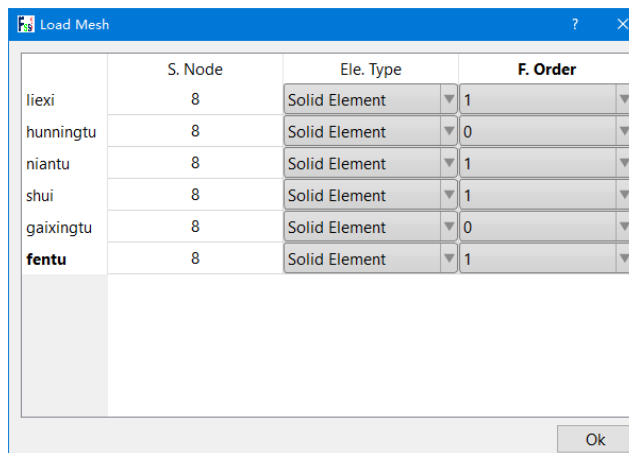 Fssi Load Mesh ? ×
S. Node Ele. Type F. Order
liexi 8 Solid Element 1
hunningtu 8 Solid Element 0
niantu 8 Solid Element 1
shui 8 Solid Element 1
gaixingtu 8 Solid Element 0
fentu 8 Solid Element 1
Ok